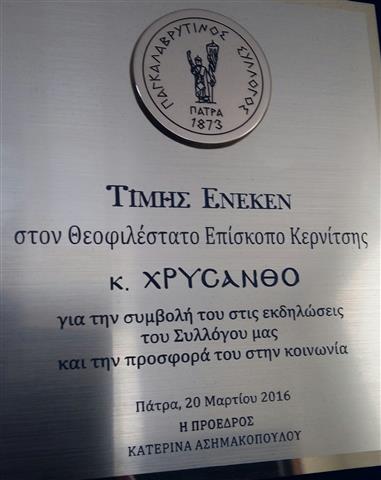 ΠΑΓΚΑΛΑΒΡΥΤΙΝΟΣ ΣΥΛΛΟΓΟΣ
ΠΑΤΡΑ
1873
ΤΙΜΗΣ ΕΝΕΚΕΝ
στον Θεοφιλέστατο Επίσκοπο Κερνίτσης
κ. ΧΡΥΣΑΝΘΟ
για την συμβολή του στις εκδηλώσεις
του Συλλόγου μας
και την προσφορά του στην κοινωνία
Πάτρα, 20 Μαρτίου 2016
Η ΠΡΟΕΔΡΟΣ
ΚΑΤΕΡΙΝΑ ΑΣΗΜΑΚΟΠΟΥΛΟΥ